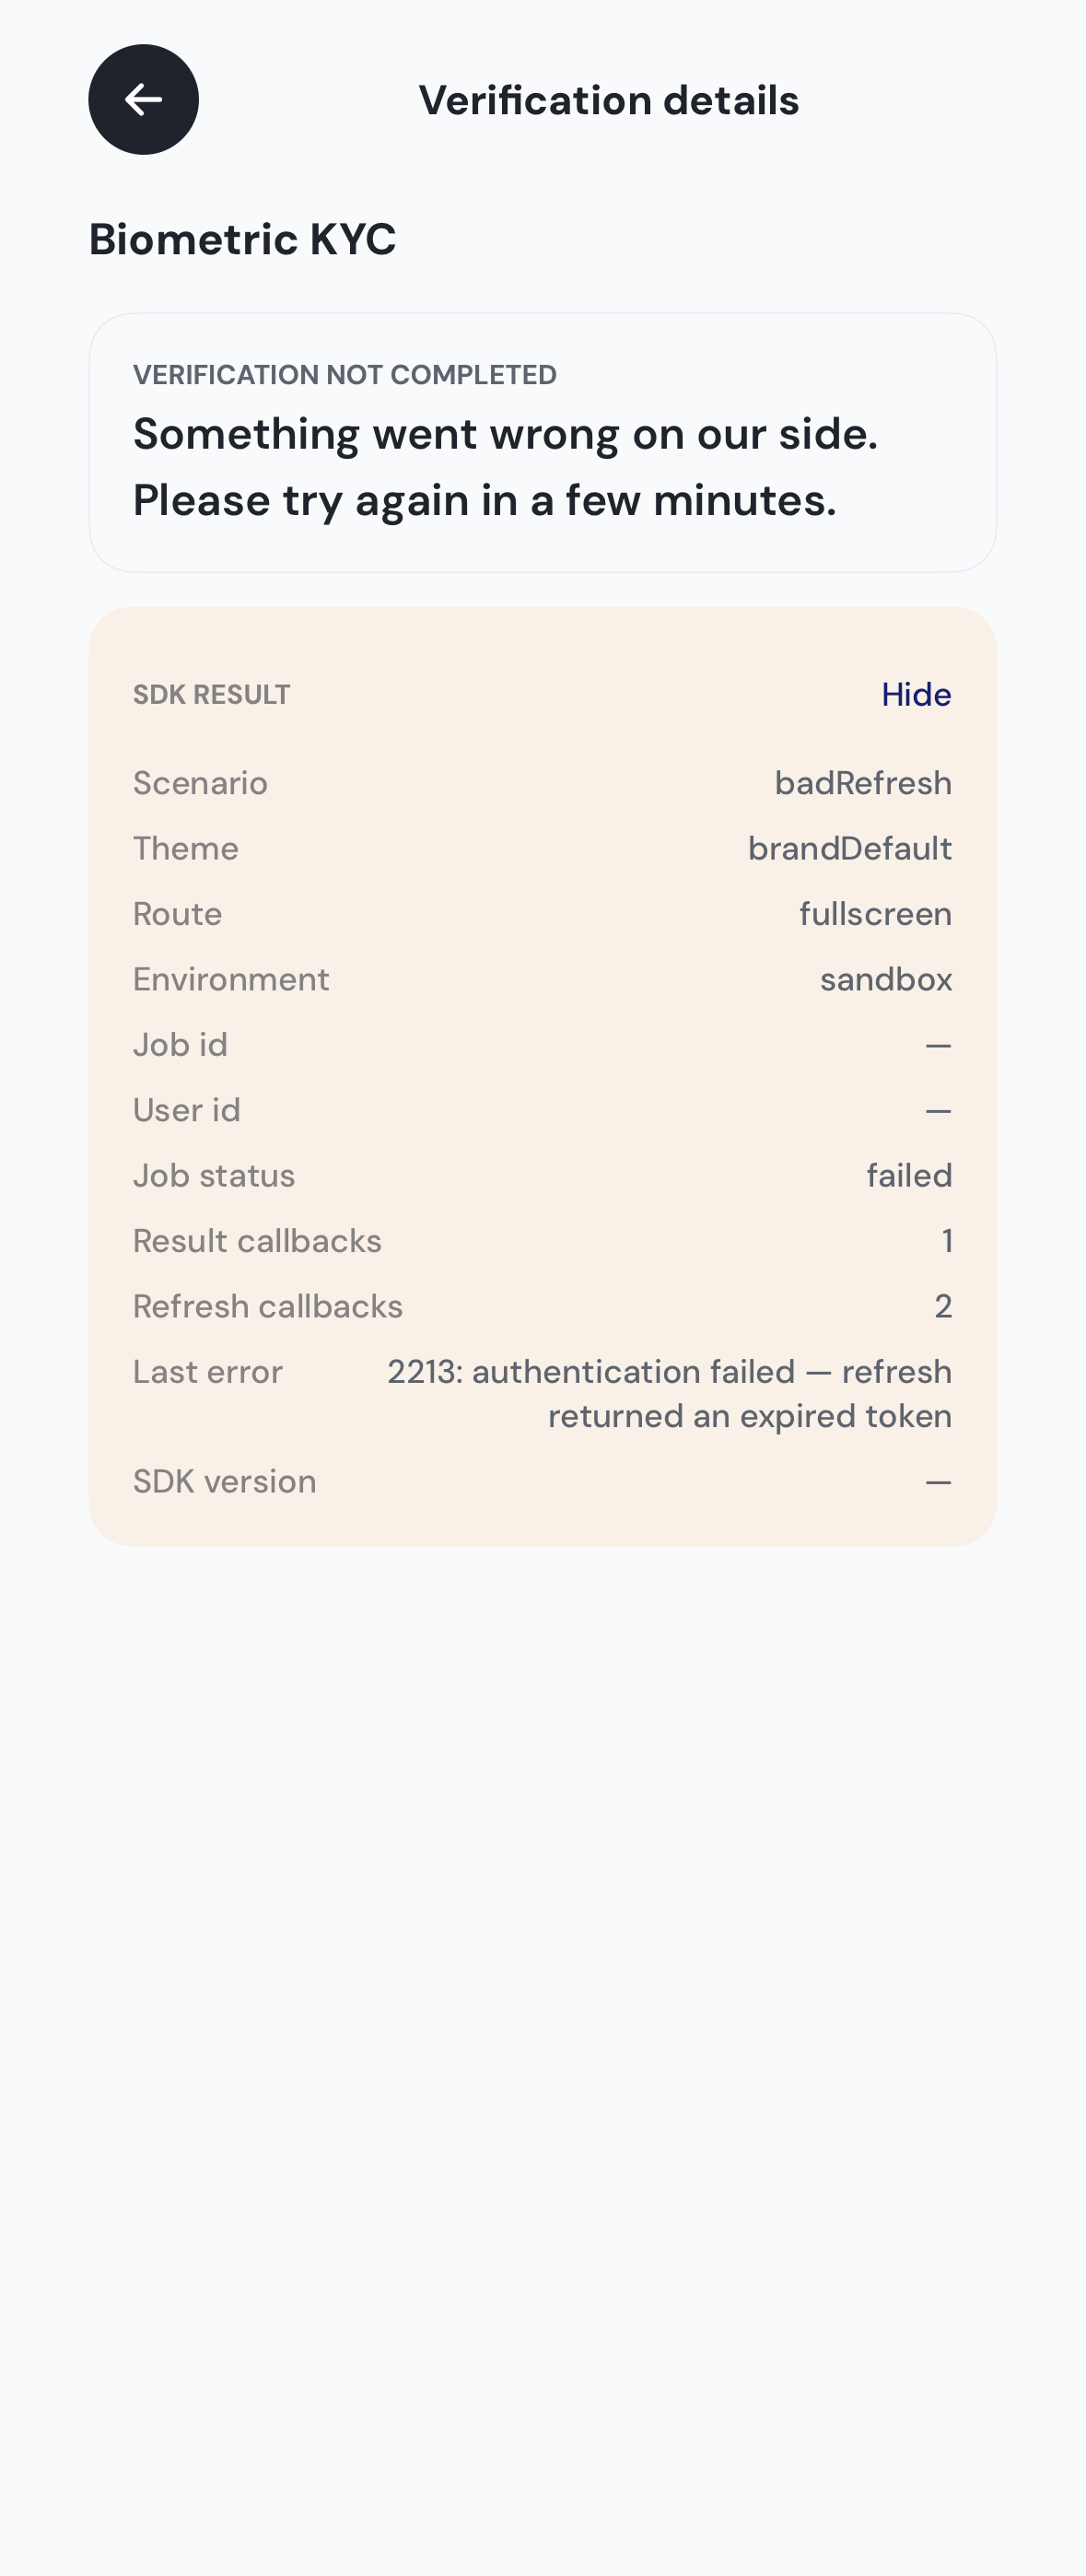 Verification details
Biometric KYC
VERIFICATION NOT COMPLETED
Something went wrong on our side.
Please try again in a few minutes.
SDK RESULT Hide
Scenario badRefresh
Theme brandDefault
Route fullscreen
Environment sandbox
Job id —
User id —
Job status failed
Result callbacks 1
Refresh callbacks 2
Last error 2213: authentication failed — refresh
returned an expired token
SDK version —